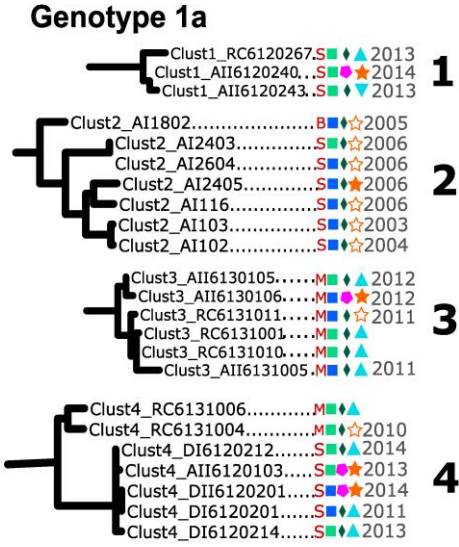 Genotype 1a
Clust1_RC6120267.S 2013
Clust1_AII6120240..S 2014
Clust1_AII6120243..S 2013
1
Clust2_AI1802......................B 2005
Clust2_AI2403...............S 2006
Clust2_AI2604...............S 2006
Clust2_AI2405..............S 2006
Clust2_AI116................S 2006
Clust2_AI103............S 2003
Clust2_AI102............S 2004
2
Clust3_AII6130105......M 2012
Clust3_AII6130106.....M 2012
Clust3_RC6131011......M 2011
Clust3_RC6131001.....M
Clust3_RC6131010.....M
Clust3_AII6131005..M 2011
3
Clust4_RC6131006............M
Clust4_RC6131004............M 2010
Clust4_DI6120212.......S 2014
Clust4_AII6120103......S 2013
Clust4_DII6120201.....S 2014
Clust4_DI6120201......S 2011
Clust4_DI6120214......S 2013
4